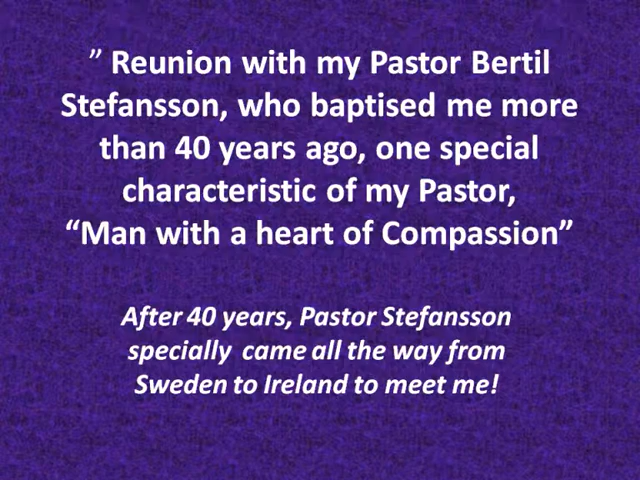 ” Reunion with my Pastor Bertil
Stefansson, who baptised me more
than 40 years ago, one special
characteristic of my Pastor,
“Man with a heart of Compassion”
After 40 years, Pastor Stefansson
specially came all the way from
Sweden to Ireland to meet me!